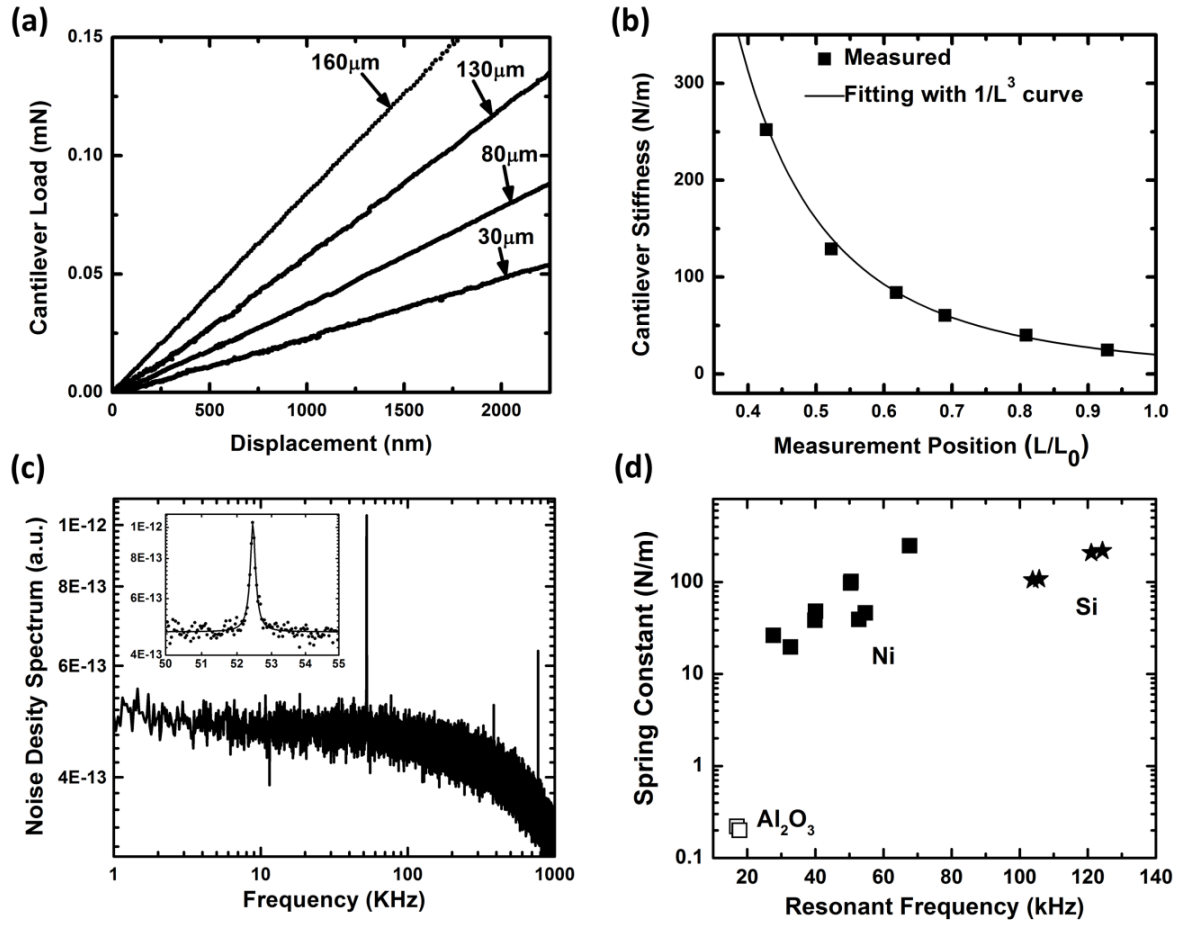 (a)
0.15
0.10
0.05
0.00
Cantilever Load (mN)
160μm
130μm
80μm
30μm
0 500 1000 1500 2000
Displacement (nm)
(b)
300
200
100
0
Cantilever Stiffness (N/m)
Measured
Fitting with 1/L³ curve
0.4 0.5 0.6 0.7 0.8 0.9 1.0
Measurement Position (L/L₀)
(c)
1E-12
8E-13
6E-13
4E-13
Noise Desity Spectrum (a.u.)
1E-12
8E-13
6E-13
4E-13
50 51 52 53 54 55
1 10 100 1000
Frequency (KHz)
(d)
100
10
1
0.1
Spring Constant (N/m)
Si
Ni
Al₂O₃
20 40 60 80 100 120 140
Resonant Frequency (kHz)